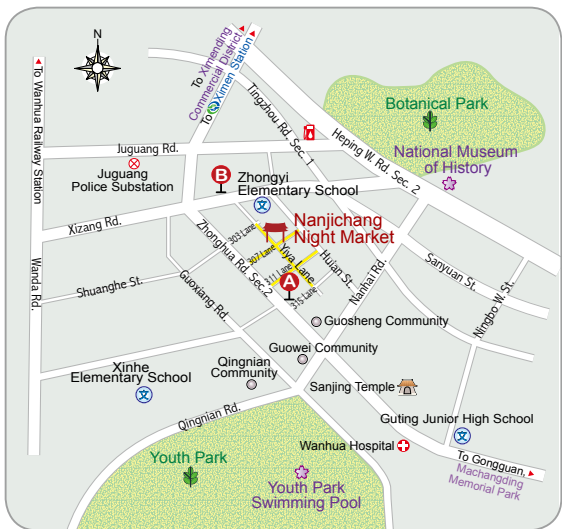 N
To Ximending
Commercial District
To Ximen Station
To Wanhua Railway Station
Tingzhou Rd. Sec. 1
Heping W. Rd. Sec. 2
Botanical Park
Juguang Rd.
Juguang
Police Substation
National Museum
of History
B
Zhongyi
Elementary School
文
Xizang Rd.
303 Lane
Nanjichang
Night Market
307 Lane
Yiya Lane
Huian St.
311 Lane
A
315 Lane
Zhonghua Rd. Sec.2
Nanhai Rd.
Sanyuan St.
Ningbo W. St.
Wanda Rd.
Shuanghe St.
Guoxiang Rd.
Guosheng Community
Guowei Community
Xinhe
Elementary School
文
Qingnian
Community
Sanjing Temple
Qingnian Rd.
Guting Junior High School
文
Wanhua Hospital
To Gongguan,
Machangding
Memorial Park
Youth Park
Youth Park
Swimming Pool